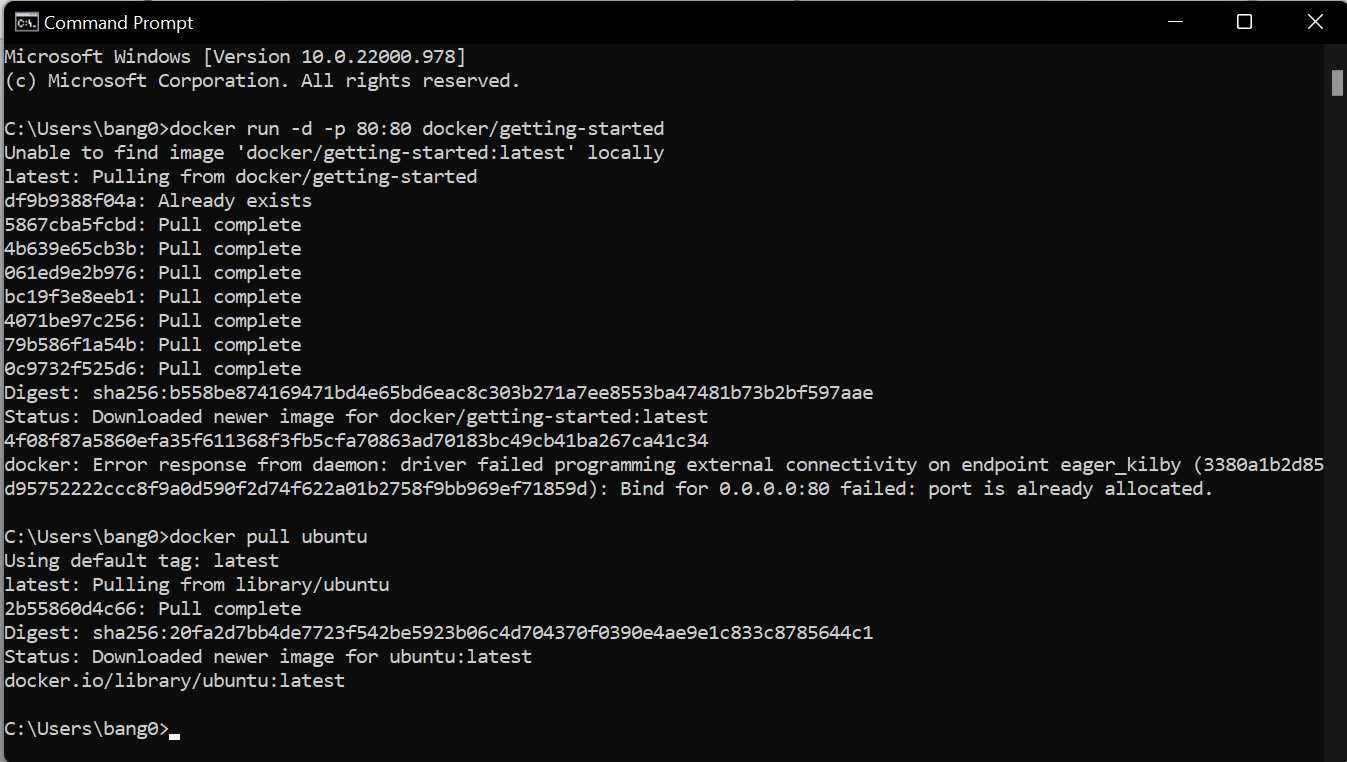 Command Prompt
Microsoft Windows [Version 10.0.22000.978]
(c) Microsoft Corporation. All rights reserved.
C:\Users\bang0>docker run -d -p 80:80 docker/getting-started
Unable to find image 'docker/getting-started:latest' locally
latest: Pulling from docker/getting-started
df9b9388f04a: Already exists
5867cba5fcbd: Pull complete
4b639e65cb3b: Pull complete
061ed9e2b976: Pull complete
bc19f3e8eeb1: Pull complete
4071be97c256: Pull complete
79b586f1a54b: Pull complete
0c9732f525d6: Pull complete
Digest: sha256:b558be874169471bd4e65bd6eac8c303b271a7ee8553ba47481b73b2bf597aae
Status: Downloaded newer image for docker/getting-started:latest
4f08f87a5860efa35f611368f3fb5cfa70863ad70183bc49cb41ba267ca41c34
docker: Error response from daemon: driver failed programming external connectivity on endpoint eager_kilby (3380a1b2d85
d95752222ccc8f9a0d590f2d74f622a01b2758f9bb969ef71859d): Bind for 0.0.0.0:80 failed: port is already allocated.
C:\Users\bang0>docker pull ubuntu
Using default tag: latest
latest: Pulling from library/ubuntu
2b55860d4c66: Pull complete
Digest: sha256:20fa2d7bb4de7723f542be5923b06c4d704370f0390e4ae9e1c833c8785644c1
Status: Downloaded newer image for ubuntu:latest
docker.io/library/ubuntu:latest
C:\Users\bang0>